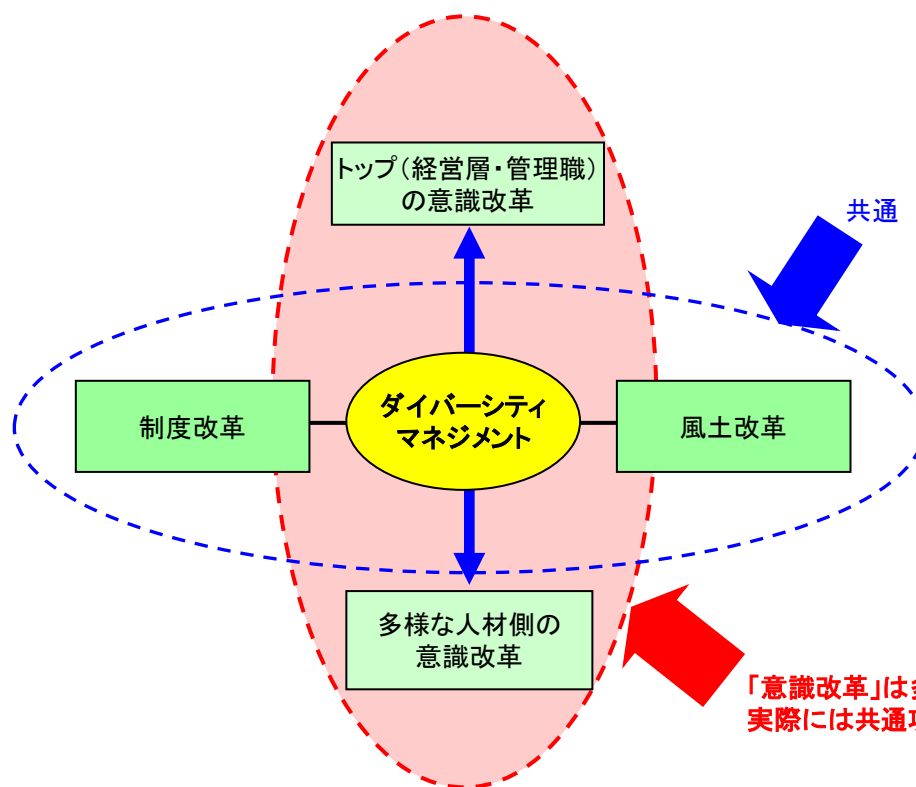 トップ(経営層・管理職)
の意識改革
共通
制度改革
ダイバーシティ
マネジメント
風土改革
多様な人材側の
意識改革
「意識改革」は
実際には共通